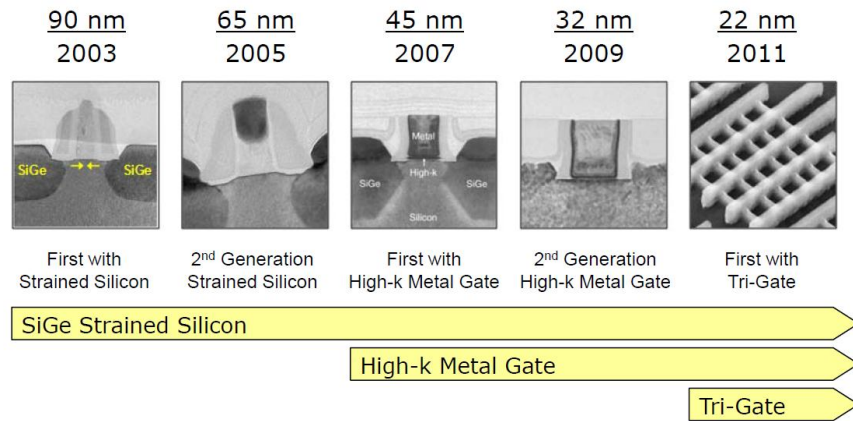 90 nm
2003
65 nm
2005
45 nm
2007
32 nm
2009
22 nm
2011
SiGe
SiGe
Metal
High-k
SiGe
SiGe
Silicon
First with
Strained Silicon
2nd Generation
Strained Silicon
First with
High-k Metal Gate
2nd Generation
High-k Metal Gate
First with
Tri-Gate
SiGe Strained Silicon
High-k Metal Gate
Tri-Gate